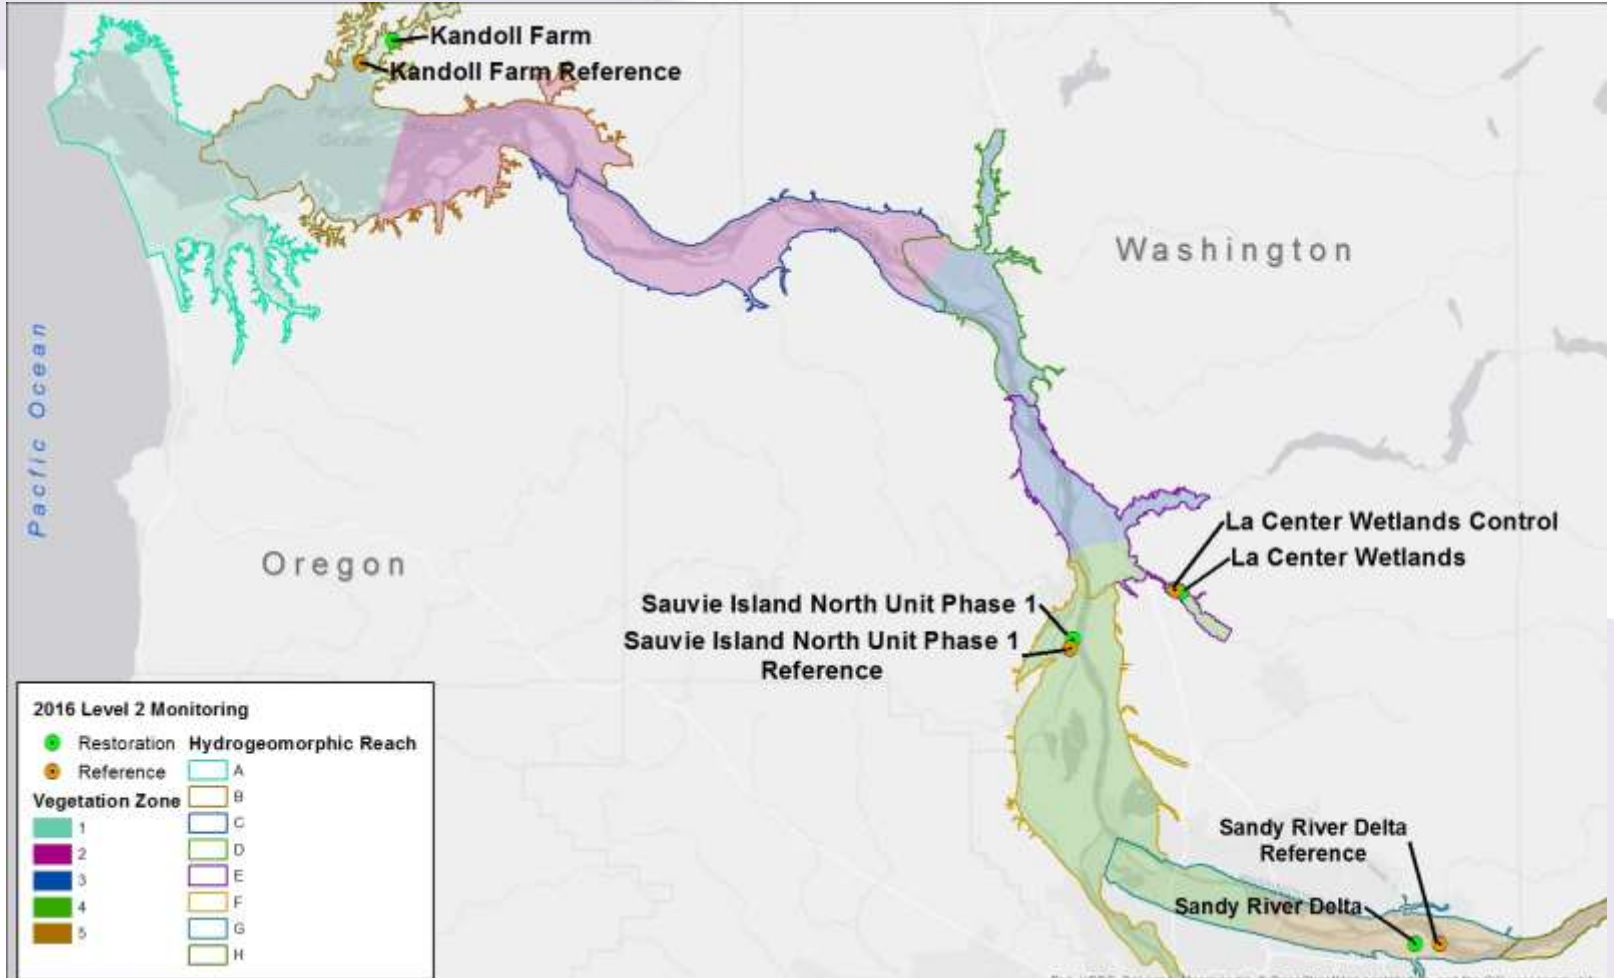 Kandoll Farm
Kandoll Farm Reference
Washington
Pacfic Ocean
Oregon
La Center Wetlands Control
La Center Wetlands
Sauvie Island North Unit Phase 1
Sauvie Island North Unit Phase 1
Reference
Sandy River Delta
Reference
Sandy River Delta
2016 Level 2 Monitoring
Restoration
Reference
Vegetation Zone
1
2
3
4
5
Hydrogeomorphic Reach
A
B
C
D
E
F
G
H